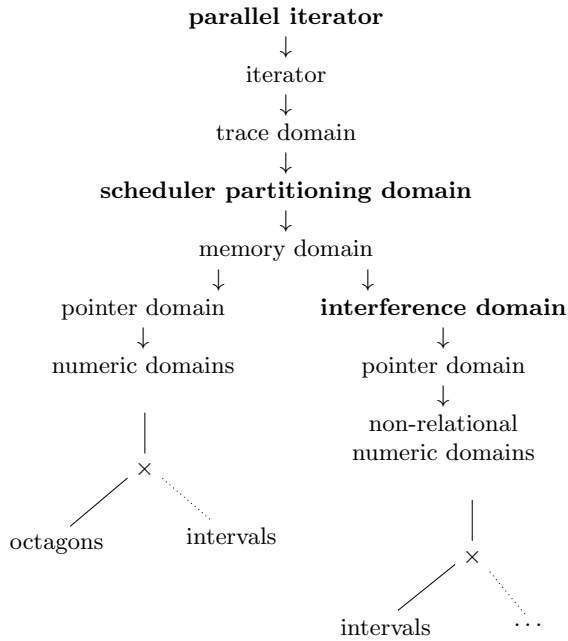 parallel iterator
↓
iterator
↓
trace domain
↓
scheduler partitioning domain
↓
memory domain
↓ ↓
pointer domain interference domain
↓ ↓
numeric domains pointer domain
↓
non-relational
numeric domains
×
octagons intervals
×
intervals ...